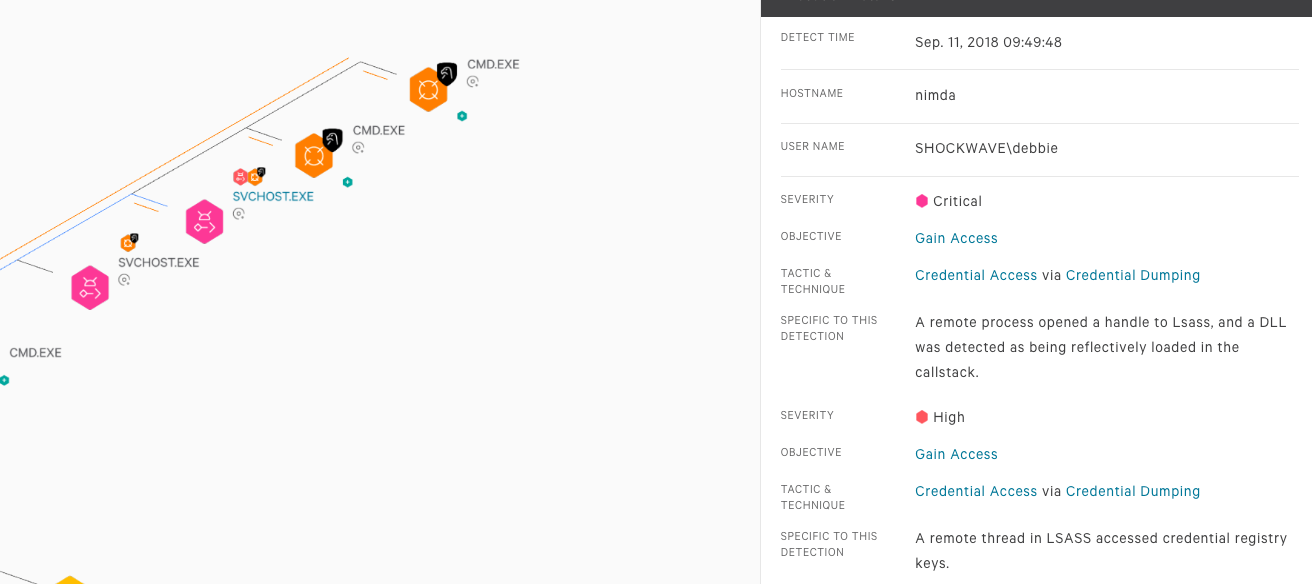 CMD.EXE
CMD.EXE
SVCHOST.EXE
SVCHOST.EXE
CMD.EXE
DETECT TIME
Sep. 11, 2018 09:49:48
HOSTNAME
nimda
USER NAME
SHOCKWAVE\debbie
SEVERITY
Critical
OBJECTIVE
Gain Access
TACTIC &
TECHNIQUE
Credential Access via Credential Dumping
SPECIFIC TO THIS
DETECTION
A remote process opened a handle to Lsass, and a DLL
was detected as being reflectively loaded in the
callstack.
SEVERITY
High
OBJECTIVE
Gain Access
TACTIC &
TECHNIQUE
Credential Access via Credential Dumping
SPECIFIC TO THIS
DETECTION
A remote thread in LSASS accessed credential registry
keys.